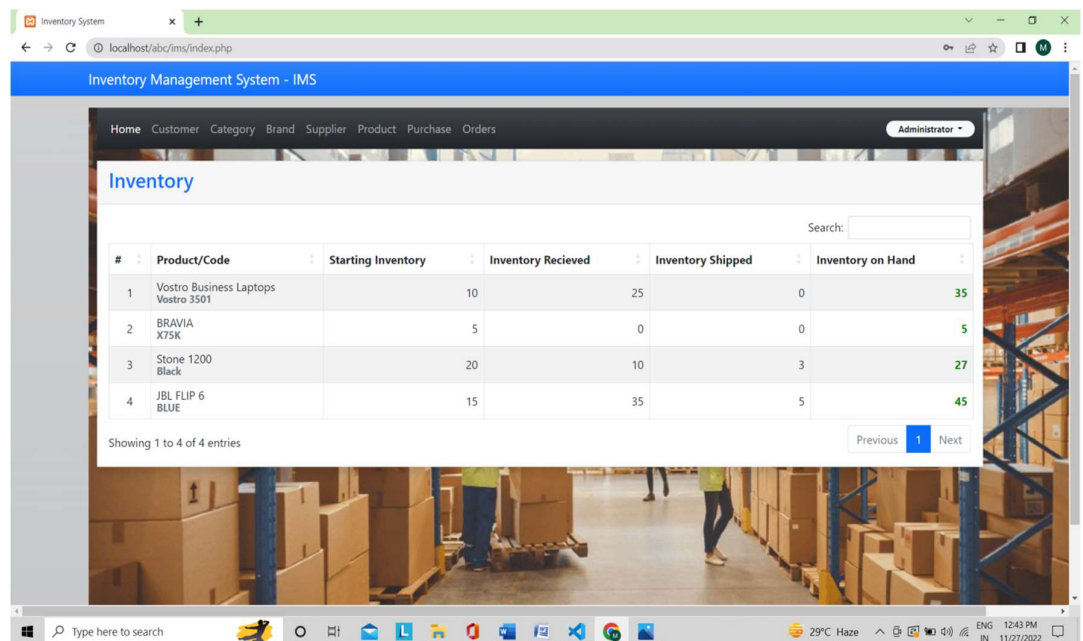 Inventory System
localhost/abc/ims/index.php
M
Inventory Management System - IMS
Home Customer Category Brand Supplier Product Purchase Orders
Administrator
Inventory
Search:
# Product/Code Starting Inventory Inventory Recieved Inventory Shipped Inventory on Hand
1 Vostro Business Laptops 10 25 0 35
Vostro 3501
2 BRAVIA 5 0 0 5
X75K
3 Stone 1200 20 10 3 27
Black
4 JBL FLIP 6 15 35 5 45
BLUE
Showing 1 to 4 of 4 entries
Previous 1 Next
Type here to search
L
29°C Haze
ENG
12:43 PM
11/27/2022